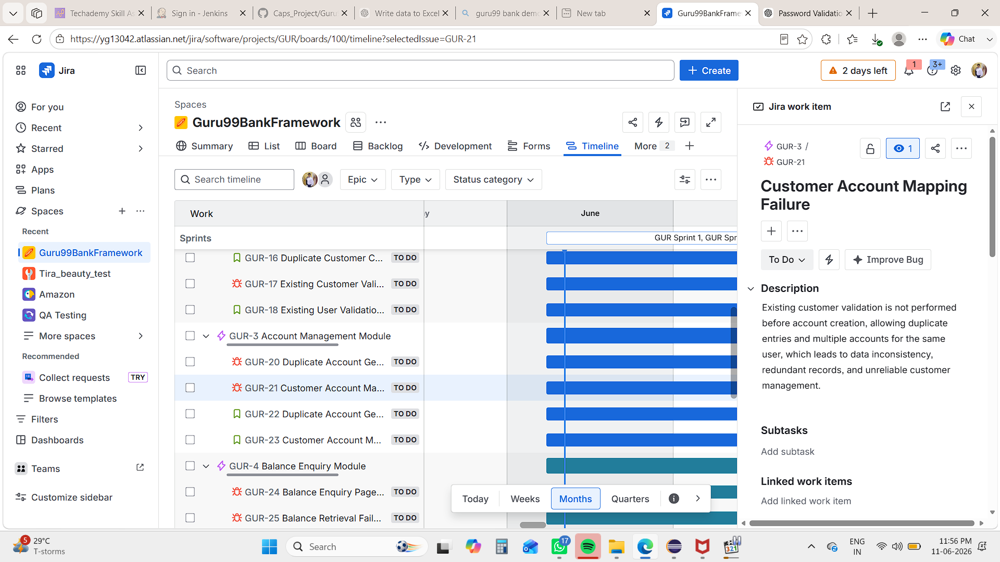 Techademy Skill As
Sign in - Jenkins
Caps_Project/Guru
Write data to Excel
guru99 bank demo
New tab
Guru99BankFrame
Password Validatio
https://yg13042.atlassian.net/jira/software/projects/GUR/boards/100/timeline?selectedIssue=GUR-21
Chat
Jira
Search
Create
2 days left
1
3+
For you
Recent
Starred
Apps
Plans
Spaces
Recent
Guru99BankFramework
Tira_beauty_test
Amazon
QA Testing
More spaces
Recommended
Collect requests TRY
Browse templates
Filters
Dashboards
Teams
Customize sidebar
Spaces
Guru99BankFramework
Summary List Board Backlog Development Forms Timeline More 2
Search timeline Epic Type Status category
Work y June
Sprints GUR Sprint 1, GUR Spr
GUR-16 Duplicate Customer C... TO DO
GUR-17 Existing Customer Vali... TO DO
GUR-18 Existing User Validatio... TO DO
GUR-3 Account Management Module
GUR-20 Duplicate Account Ge... TO DO
GUR-21 Customer Account Ma... TO DO
GUR-22 Duplicate Account Ge... TO DO
GUR-23 Customer Account M... TO DO
GUR-4 Balance Enquiry Module
GUR-24 Balance Enquiry Page... TO DO
GUR-25 Balance Retrieval Fail... TO DO
Today Weeks Months Quarters
Jira work item
GUR-3 /
GUR-21
1
Customer Account Mapping
Failure
To Do Improve Bug
Description
Existing customer validation is not performed
before account creation, allowing duplicate
entries and multiple accounts for the same
user, which leads to data inconsistency,
redundant records, and unreliable customer
management.
Subtasks
Add subtask
Linked work items
Add linked work item
5
29°C
T-storms
Search
17
321
ENG
IN
11:56 PM
11-06-2026